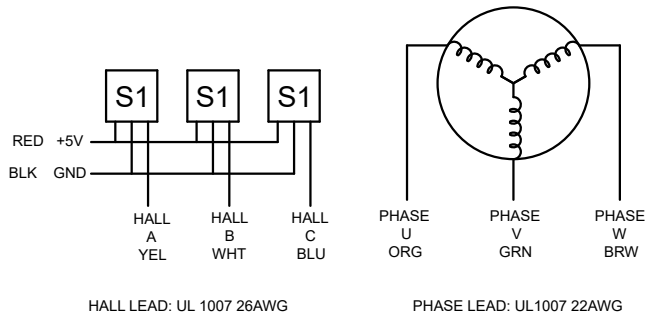 S1 S1 S1
RED +5V
BLK GND
HALL
A
YEL
HALL
B
WHT
HALL
C
BLU
PHASE
U
ORG
PHASE
V
GRN
PHASE
W
BRW
HALL LEAD: UL 1007 26AWG
PHASE LEAD: UL1007 22AWG